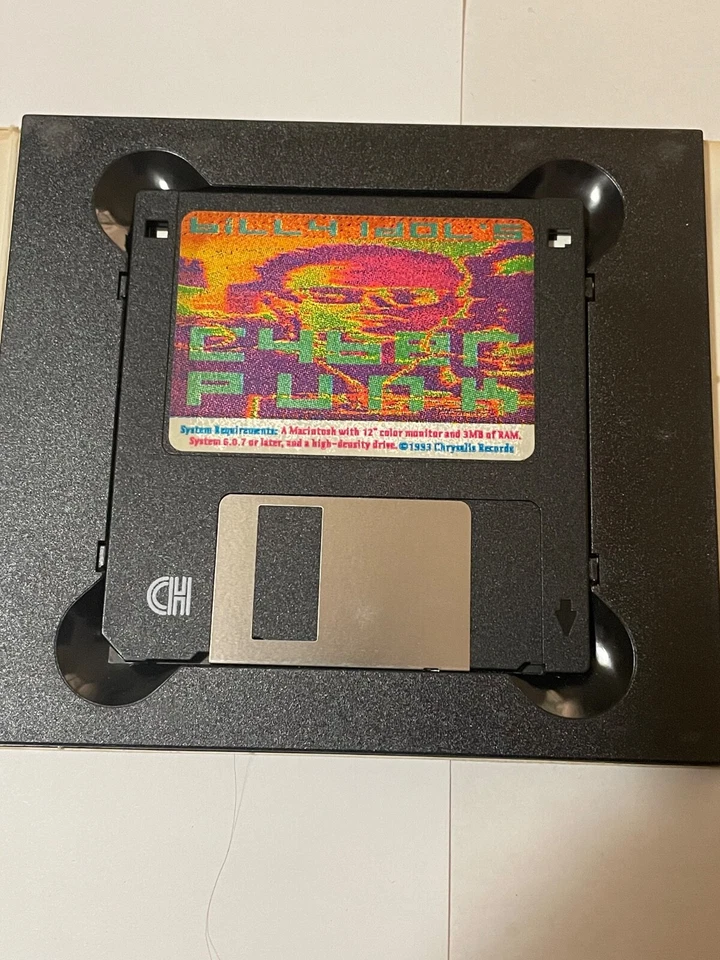 BILLY IDOL'S
CYBER
PUNK
System Requirements: A Macintosh with 12" color monitor and 3MB of RAM,
System 6.0.7 or later, and a high-density drive. ©1993 Chrysalis Records
CH